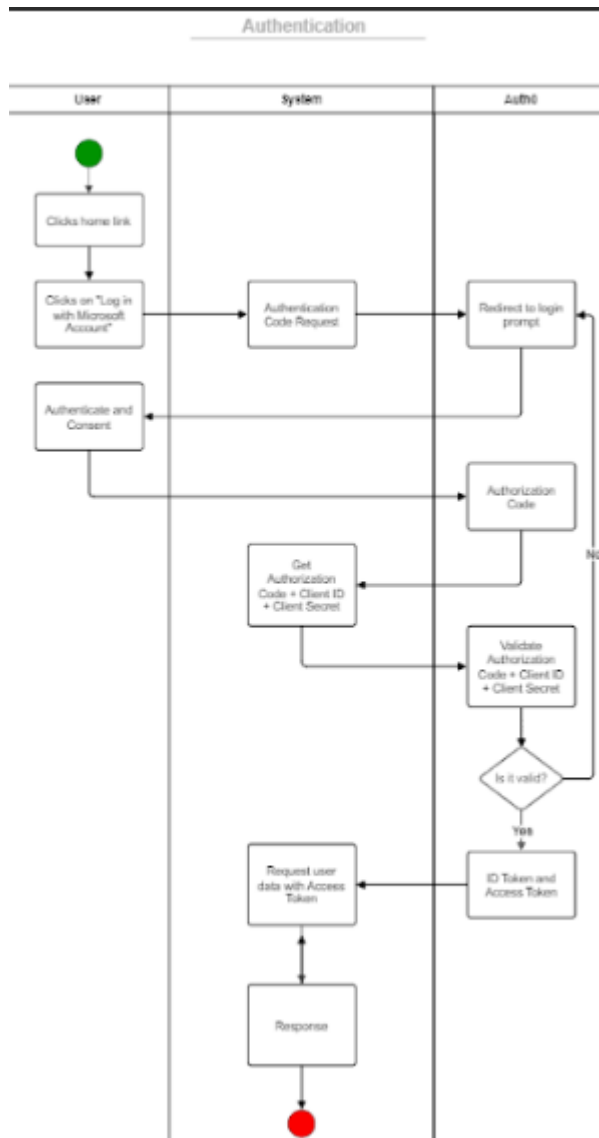 Authentication
User
System
Auth0
Clicks home link
Clicks on "Log in
with Microsoft
Account"
Authentication
Code Request
Redirect to login
prompt
Authenticate and
Consent
Authorization
Code
Get
Authorization
Code + Client ID
+ Client Secret
No
Validate
Authorization
Code + Client ID
+ Client Secret
Is it valid?
Yes
Request user
data with Access
Token
ID Token and
Access Token
Response